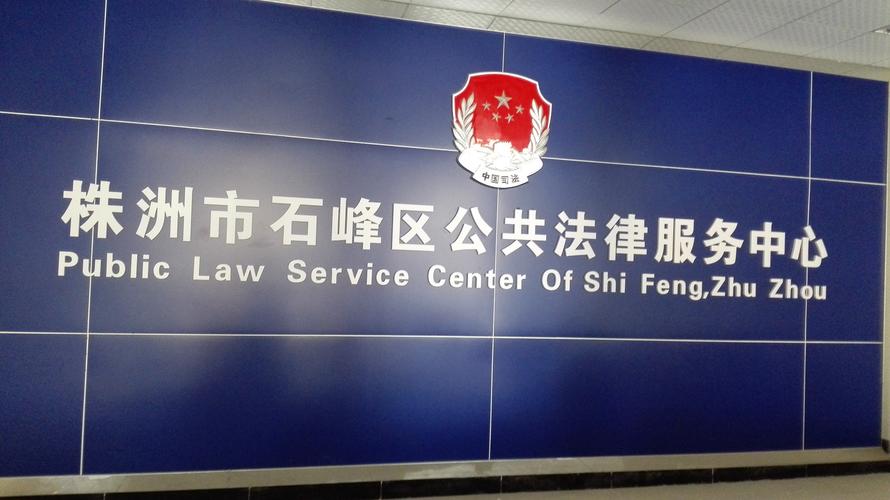 中国司法
株洲市石峰区公共法律服务中心
Public Law Service Center Of Shi Feng,Zhu Zhou